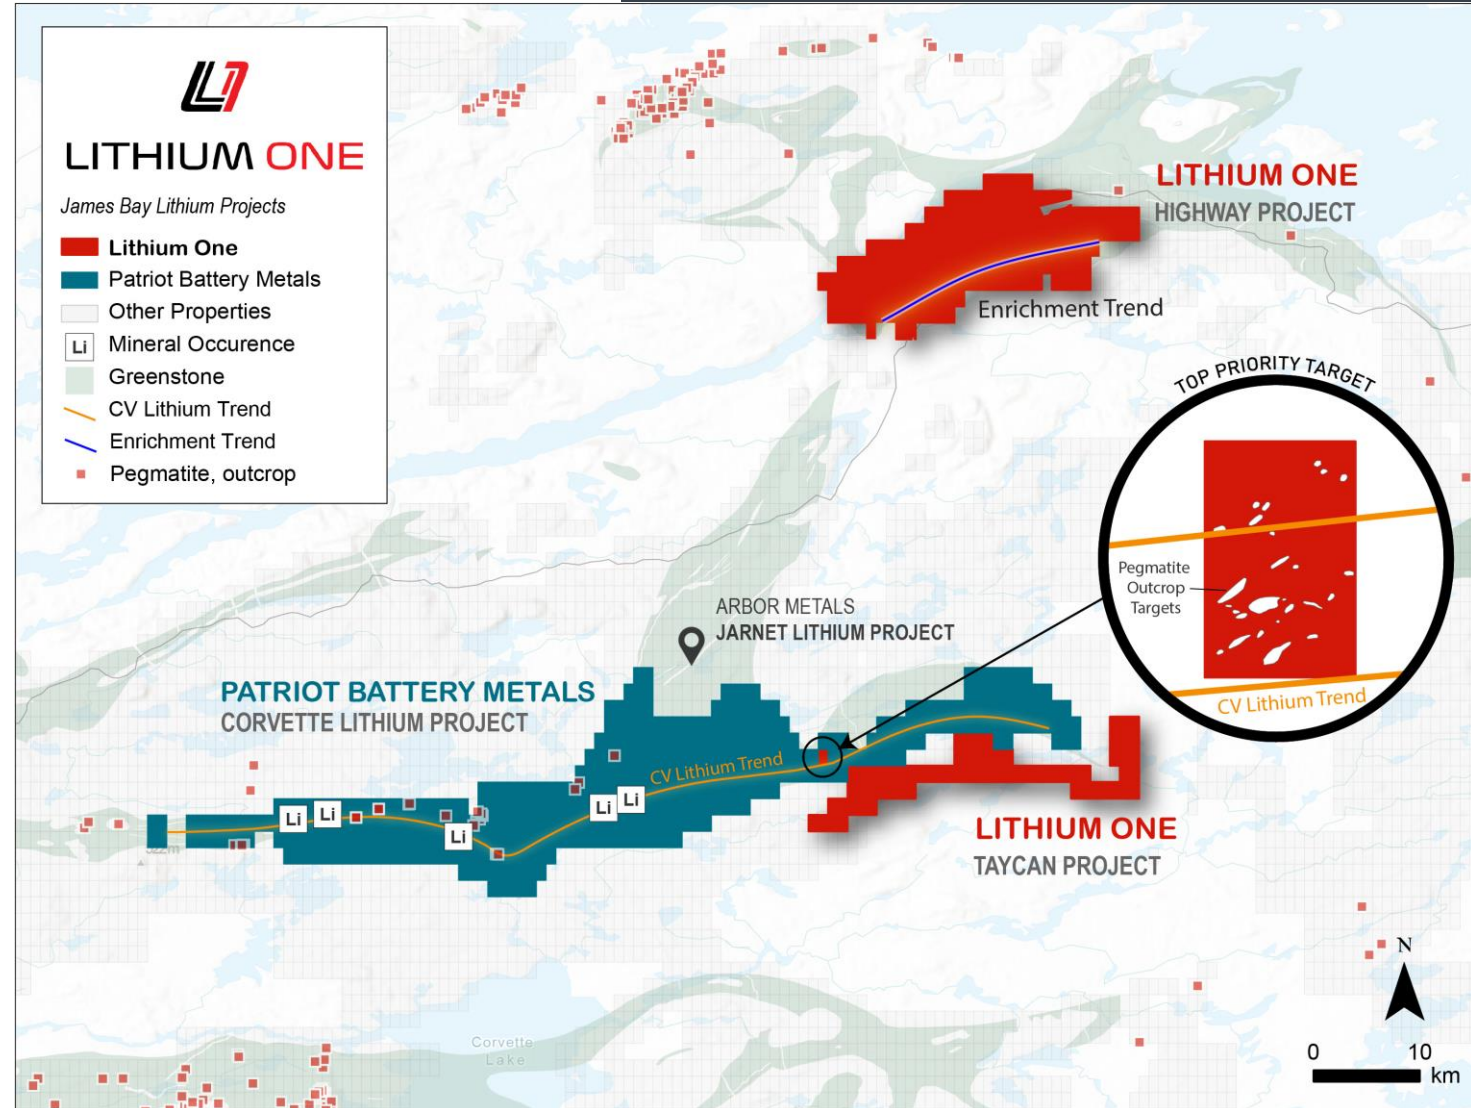 LITHIUM ONE
James Bay Lithium Projects
Lithium One
Patriot Battery Metals
Other Properties
Li
Mineral Occurence
Greenstone
CV Lithium Trend
Enrichment Trend
Pegmatite, outcrop
LITHIUM ONE
HIGHWAY PROJECT
Enrichment Trend
TOP PRIORITY TARGET
Pegmatite
Outcrop
Targets
CV Lithium Trend
ARBOR METALS
JARNET LITHIUM PROJECT
PATRIOT BATTERY METALS
CORVETTE LITHIUM PROJECT
CV Lithium Trend
Li
Li
Li
Li
Li
LITHIUM ONE
TAYCAN PROJECT
Corvette
Lake
N
0 10
km